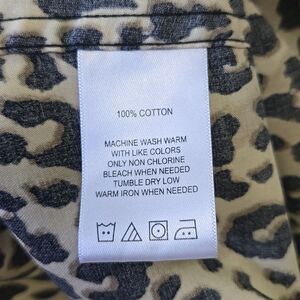 100% COTTON
MACHINE WASH WARM
WITH LIKE COLORS
ONLY NON CHLORINE
BLEACH WHEN NEEDED
TUMBLE DRY LOW
WARM IRON WHEN NEEDED